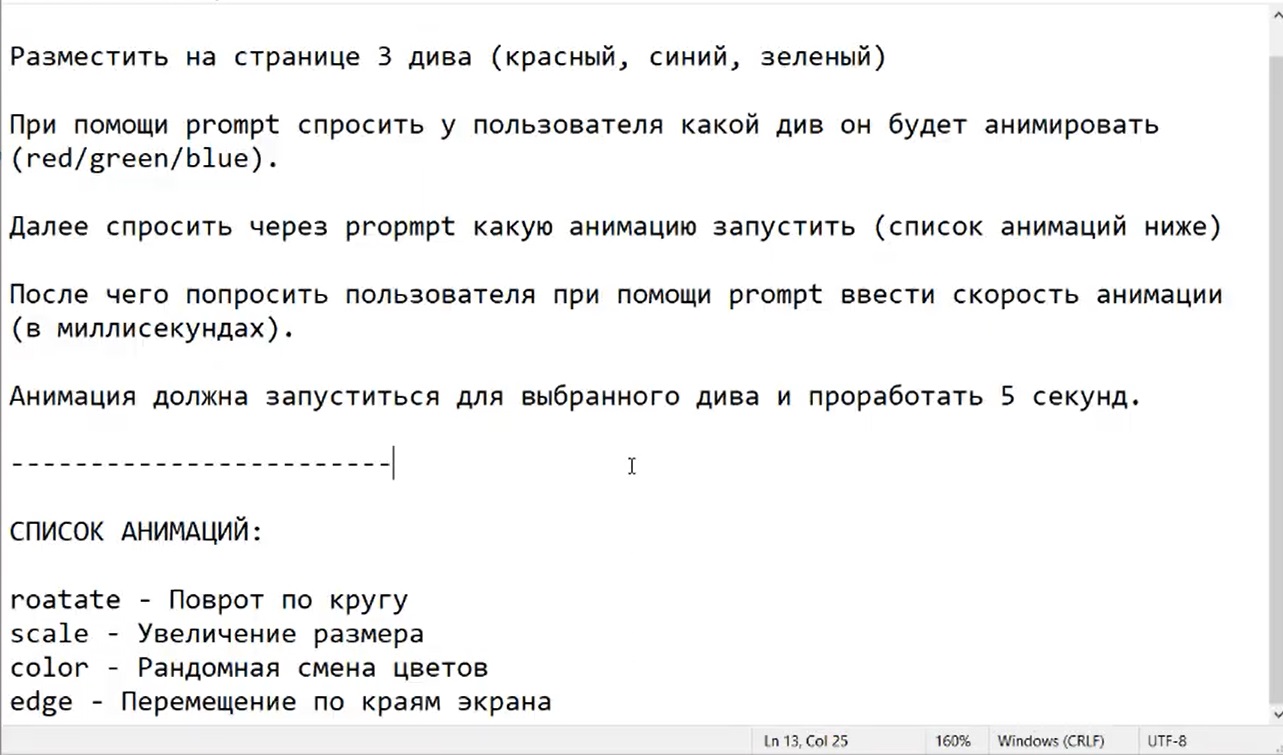 Разместить на странице 3 дива (красный, синий, зеленый)
При помощи prompt спросить у пользователя какой див он будет анимировать
(red/green/blue).
Далее спросить через propmpt какую анимацию запустить (список анимаций ниже)
После чего попросить пользователя при помощи prompt ввести скорость анимации
(в миллисекундах).
Анимация должна запуститься для выбранного дива и проработать 5 секунд.
------------------------
СПИСОК АНИМАЦИЙ:
roatate - Поврот по кругу
scale - Увеличение размера
color - Рандомная смена цветов
edge - Перемещение по краям экрана
Ln 13, Col 25 160% Windows (CRLF) UTF-8